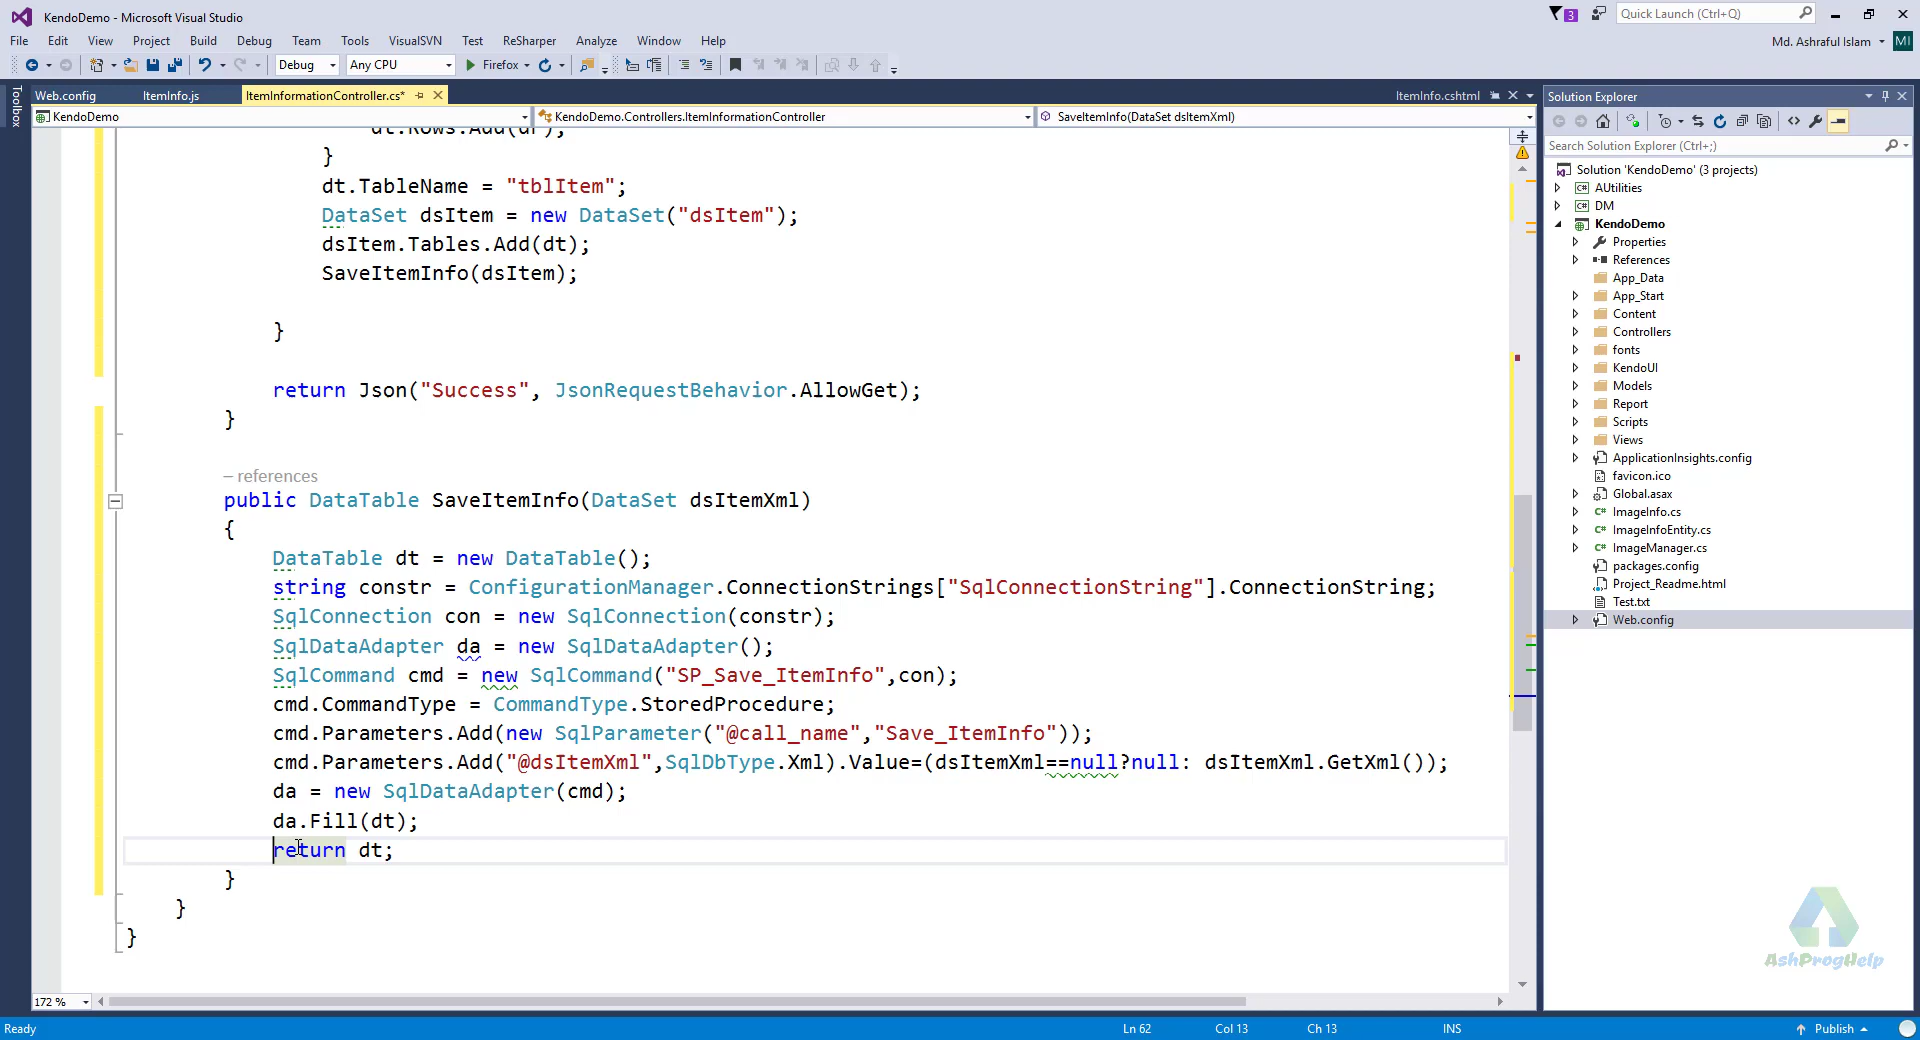 KendoDemo - Microsoft Visual Studio
3
Quick Launch (Ctrl+Q)
File Edit View Project Build Debug Team Tools VisualSVN Test ReSharper Analyze Window Help
Md. Ashraful Islam MI
Debug Any CPU Firefox
Toolbox
Web.config ItemInfo.js ItemInformationController.cs* ItemInfo.cshtml
KendoDemo KendoDemo.Controllers.ItemInformationController SaveItemInfo(DataSet dsItemXml)
dt.Rows.Add(dr);
}
dt.TableName = "tblItem";
DataSet dsItem = new DataSet("dsItem");
dsItem.Tables.Add(dt);
SaveItemInfo(dsItem);
}
return Json("Success", JsonRequestBehavior.AllowGet);
}
– references
public DataTable SaveItemInfo(DataSet dsItemXml)
{
DataTable dt = new DataTable();
string constr = ConfigurationManager.ConnectionStrings["SqlConnectionString"].ConnectionString;
SqlConnection con = new SqlConnection(constr);
SqlDataAdapter da = new SqlDataAdapter();
SqlCommand cmd = new SqlCommand("SP_Save_ItemInfo",con);
cmd.CommandType = CommandType.StoredProcedure;
cmd.Parameters.Add(new SqlParameter("@call_name","Save_ItemInfo"));
cmd.Parameters.Add("@dsItemXml",SqlDbType.Xml).Value=(dsItemXml==null?null: dsItemXml.GetXml());
da = new SqlDataAdapter(cmd);
da.Fill(dt);
return dt;
}
}
}
172 %
Solution Explorer
Search Solution Explorer (Ctrl+;)
Solution 'KendoDemo' (3 projects)
AUtilities
DM
KendoDemo
Properties
References
App_Data
App_Start
Content
Controllers
fonts
KendoUI
Models
Report
Scripts
Views
ApplicationInsights.config
favicon.ico
Global.asax
ImageInfo.cs
ImageInfoEntity.cs
ImageManager.cs
packages.config
Project_Readme.html
Test.txt
Web.config
AshProgHelp
Ready Ln 62 Col 13 Ch 13 INS Publish